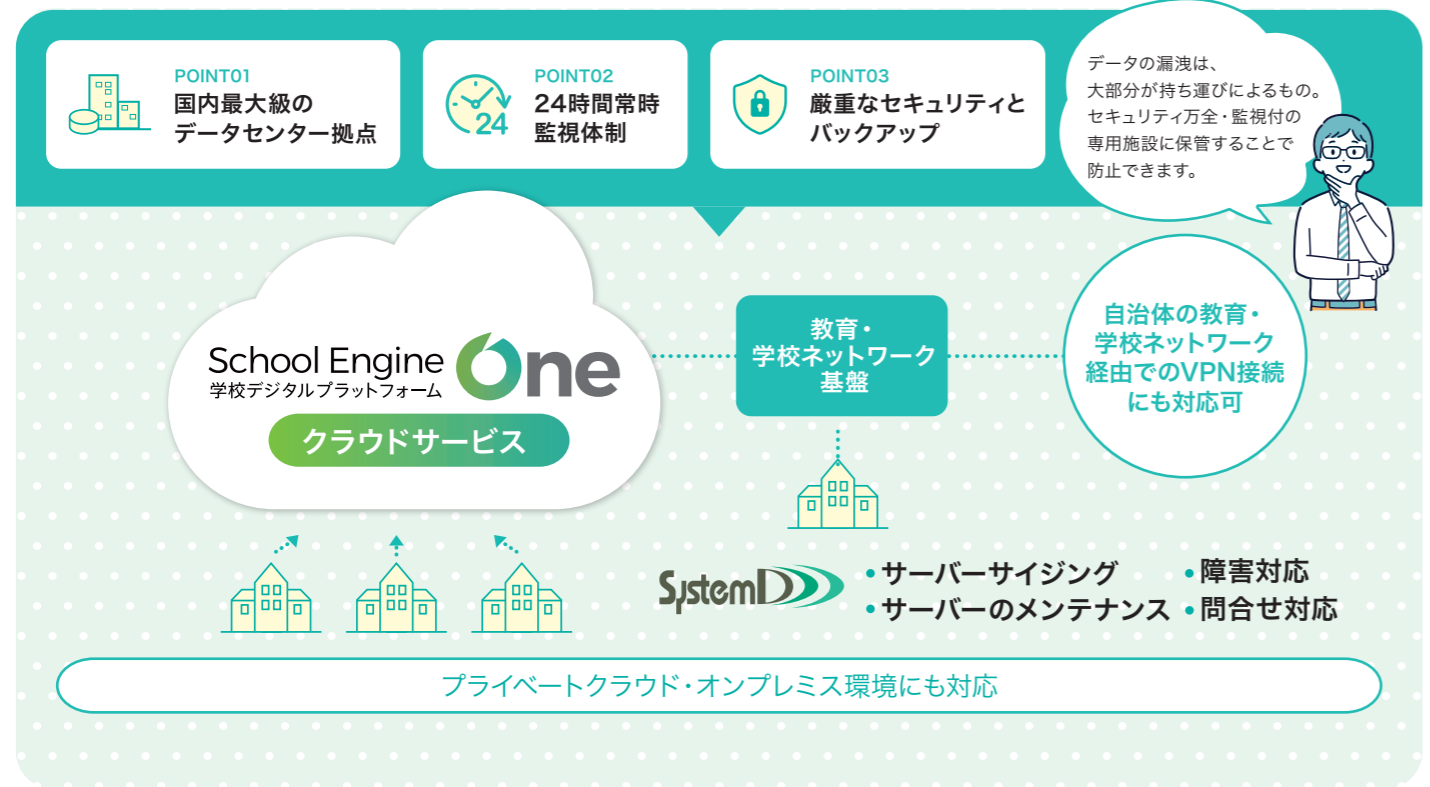 POINT01
国内最大級の
データセンター拠点
24
POINT02
24時間常時
監視体制
POINT03
厳重なセキュリティと
バックアップ
データの漏洩は、
大部分が持ち運びによるもの。
セキュリティ万全・監視付の
専用施設に保管することで
防止できます。
School Engine One
学校デジタルプラットフォーム
クラウドサービス
教育・
学校ネットワーク
基盤
自治体の教育・
学校ネットワーク
経由でのVPN接続
にも対応可
SystemD
•サーバーサイジング
•サーバーのメンテナンス
•障害対応
•問合せ対応
プライベートクラウド・オンプレミス環境にも対応